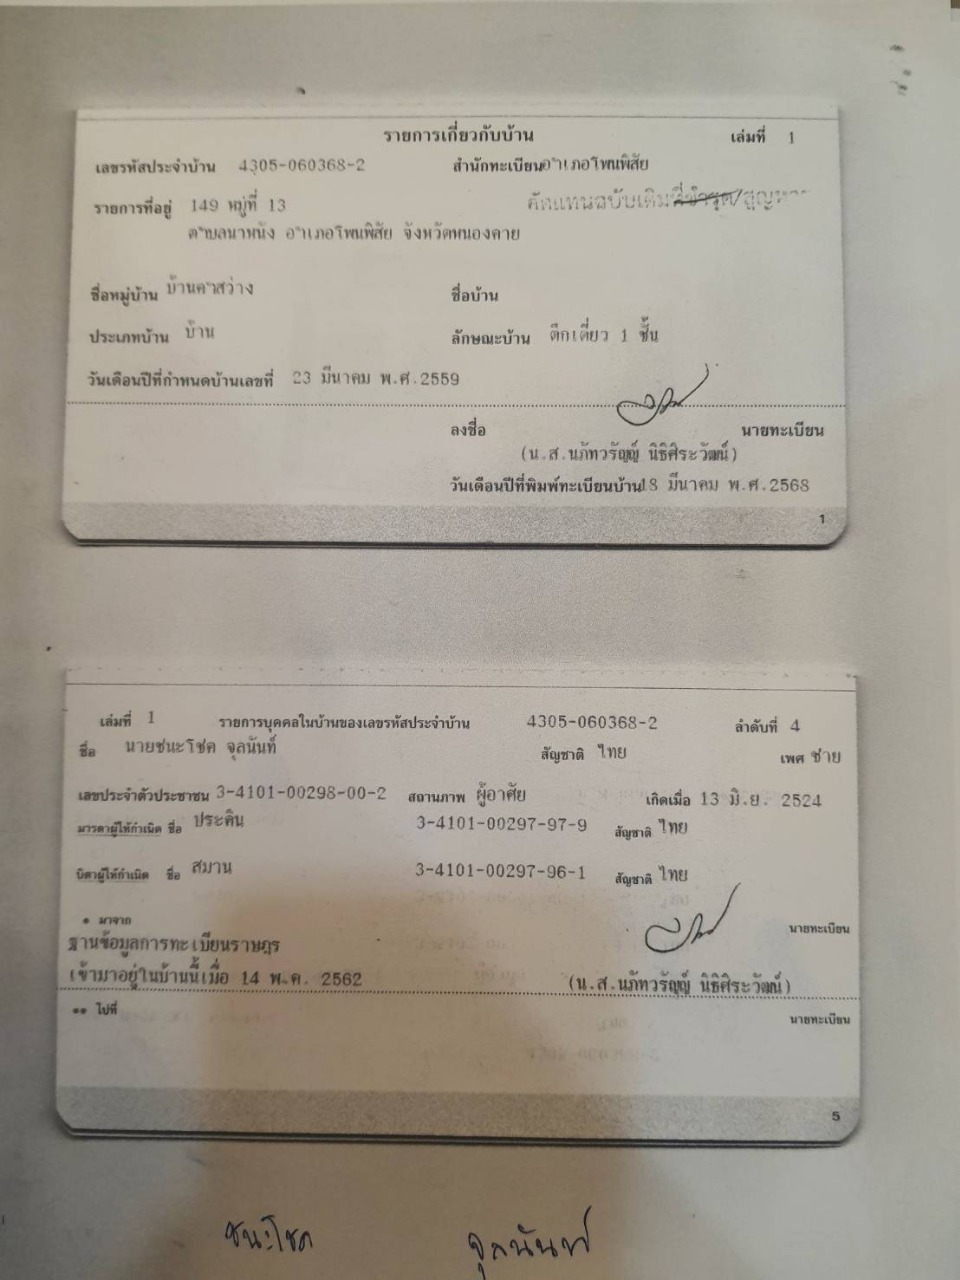 รายการเกี่ยวกับบ้าน เล่มที่ 1
เลขรหัสประจำบ้าน 4305-060368-2 สำนักทะเบียนอำเภอโพนพิสัย
รายการที่อยู่ 149 หมู่ที่ 13 คัดแทนฉบับเดิมที่ชำรุด/สูญหาย
ตำบลนาหนัง อำเภอโพนพิสัย จังหวัดหนองคาย
ชื่อหมู่บ้าน บ้านคำสว่าง ชื่อบ้าน
ประเภทบ้าน บ้าน ลักษณะบ้าน ตึกเดี่ยว 1 ชั้น
วันเดือนปีที่กำหนดบ้านเลขที่ 23 มีนาคม พ.ศ.2559
ลงชื่อ นายทะเบียน
(น.ส.นภัทวรัญญ์ นิธิศิระวัฒน์)
วันเดือนปีที่พิมพ์ทะเบียนบ้าน 18 มีนาคม พ.ศ.2568
1
เล่มที่ 1 รายการบุคคลในบ้านของเลขรหัสประจำบ้าน 4305-060368-2 ลำดับที่ 4
ชื่อ นายชนะโชค จุลนันท์ สัญชาติ ไทย เพศ ชาย
เลขประจำตัวประชาชน 3-4101-00298-00-2 สถานภาพ ผู้อาศัย เกิดเมื่อ 13 มิ.ย. 2524
มารดาผู้ให้กำเนิด ชื่อ ประคิน 3-4101-00297-97-9 สัญชาติ ไทย
บิดาผู้ให้กำเนิด ชื่อ สมาน 3-4101-00297-96-1 สัญชาติ ไทย
* มาจาก นายทะเบียน
ฐานข้อมูลการทะเบียนราษฎร
เข้ามาอยู่ในบ้านนี้เมื่อ 14 พ.ค. 2562 (น.ส.นภัทวรัญญ์ นิธิศิระวัฒน์)
** ไปที่ นายทะเบียน
5
ชนะโชค จุลนันท์